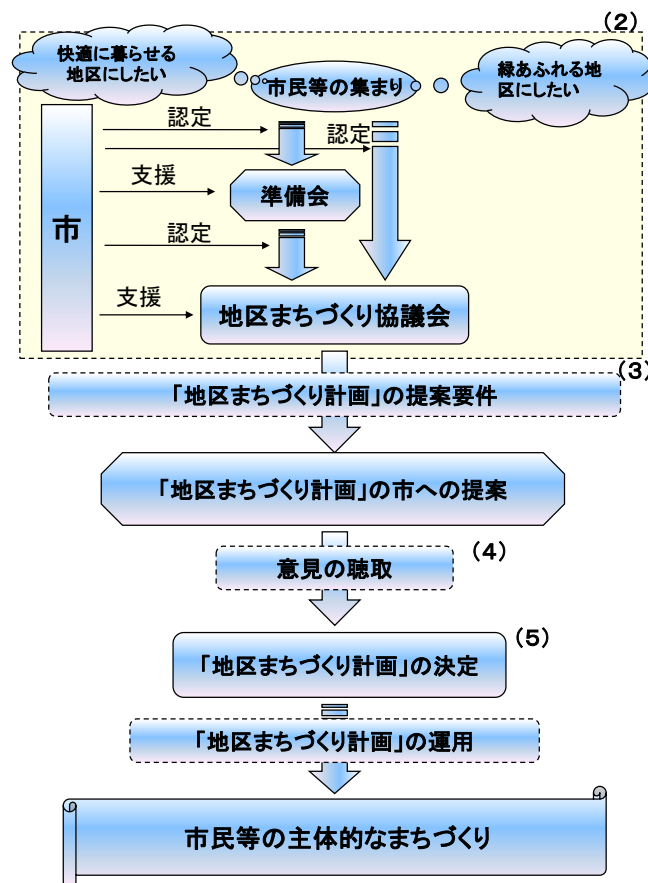 (2)
快適に暮らせる
地区にしたい
市民等の集まり
緑あふれる地
区にしたい
認定
認定
支援
準備会
市
認定
支援
地区まちづくり協議会
(3)
「地区まちづくり計画」の提案要件
「地区まちづくり計画」の市への提案
(4)
意見の聴取
(5)
「地区まちづくり計画」の決定
「地区まちづくり計画」の運用
市民等の主体的なまちづくり